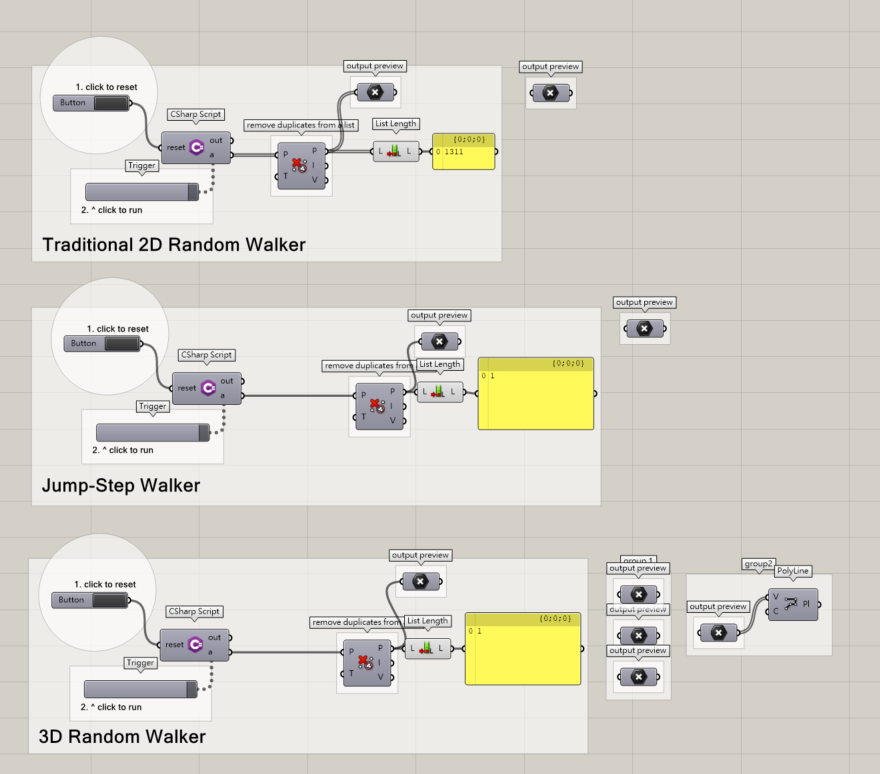 output preview
output preview
1. click to reset
Button
CSharp Script
reset
out
a
remove duplicates from a list
P
T
P
I
V
List Length
L
L
{0;0;0}
0 1311
Trigger
2. ^ click to run
Traditional 2D Random Walker
output preview
output preview
1. click to reset
Button
CSharp Script
reset
out
a
remove duplicates from
P
T
P
I
V
List Length
L
L
{0;0;0}
0 1
Trigger
2. ^ click to run
Jump-Step Walker
output preview
group 1
output preview
output preview
output preview
group2
PolyLine
output preview
V
C
Pl
1. click to reset
Button
CSharp Script
reset
out
a
remove duplicates from
P
T
P
I
V
List Length
L
L
{0;0;0}
0 1
Trigger
2. ^ click to run
3D Random Walker